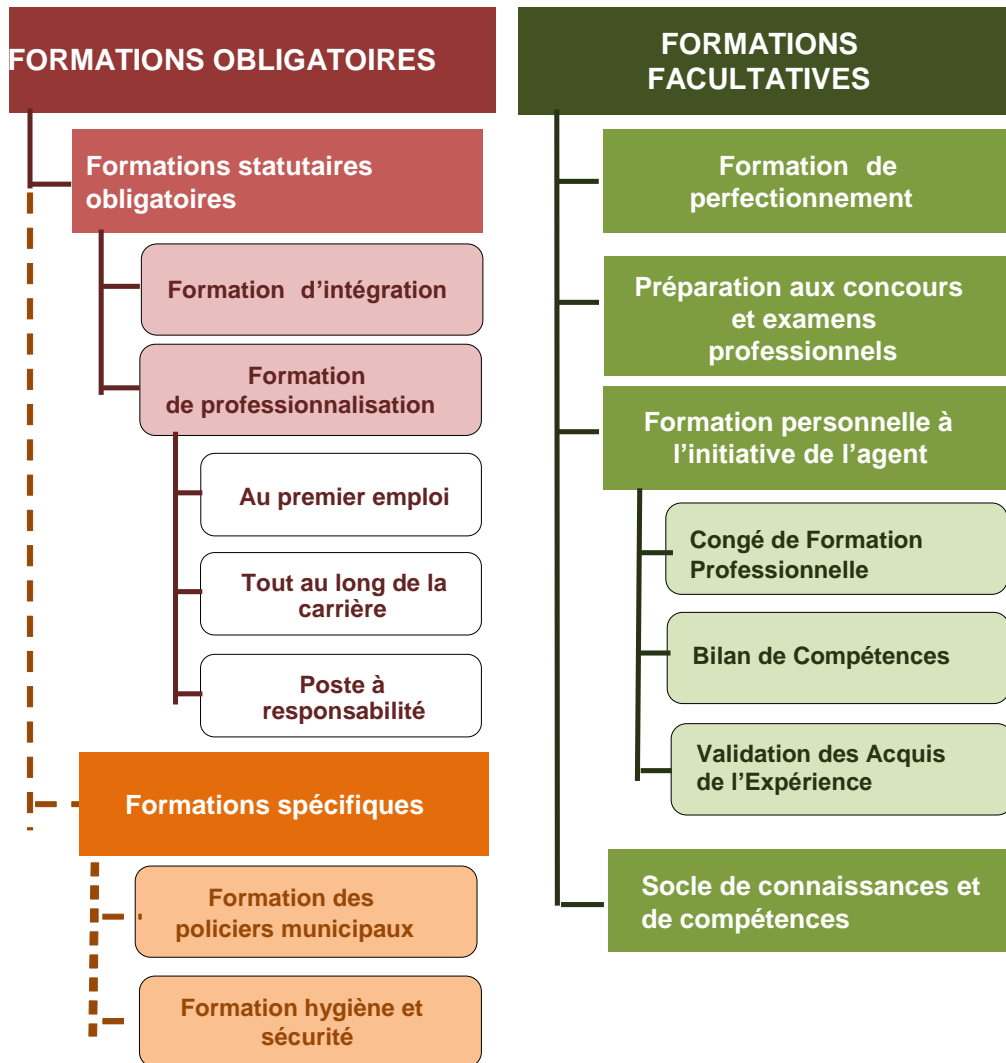 FORMATIONS OBLIGATOIRES
Formations statutaires
obligatoires
Formation d’intégration
Formation
de professionnalisation
Au premier emploi
Tout au long de la
carrière
Poste à
responsabilité
Formations spécifiques
Formation des
policiers municipaux
Formation hygiène et
sécurité
FORMATIONS
FACULTATIVES
Formation de
perfectionnement
Préparation aux concours
et examens
professionnels
Formation personnelle à
l’initiative de l’agent
Congé de Formation
Professionnelle
Bilan de Compétences
Validation des Acquis
de l’Expérience
Socle de connaissances et
de compétences